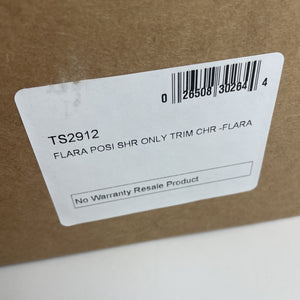 0 26508 30264 4
TS2912
FLARA POSI SHR ONLY TRIM CHR -FLARA
No Warranty Resale Product